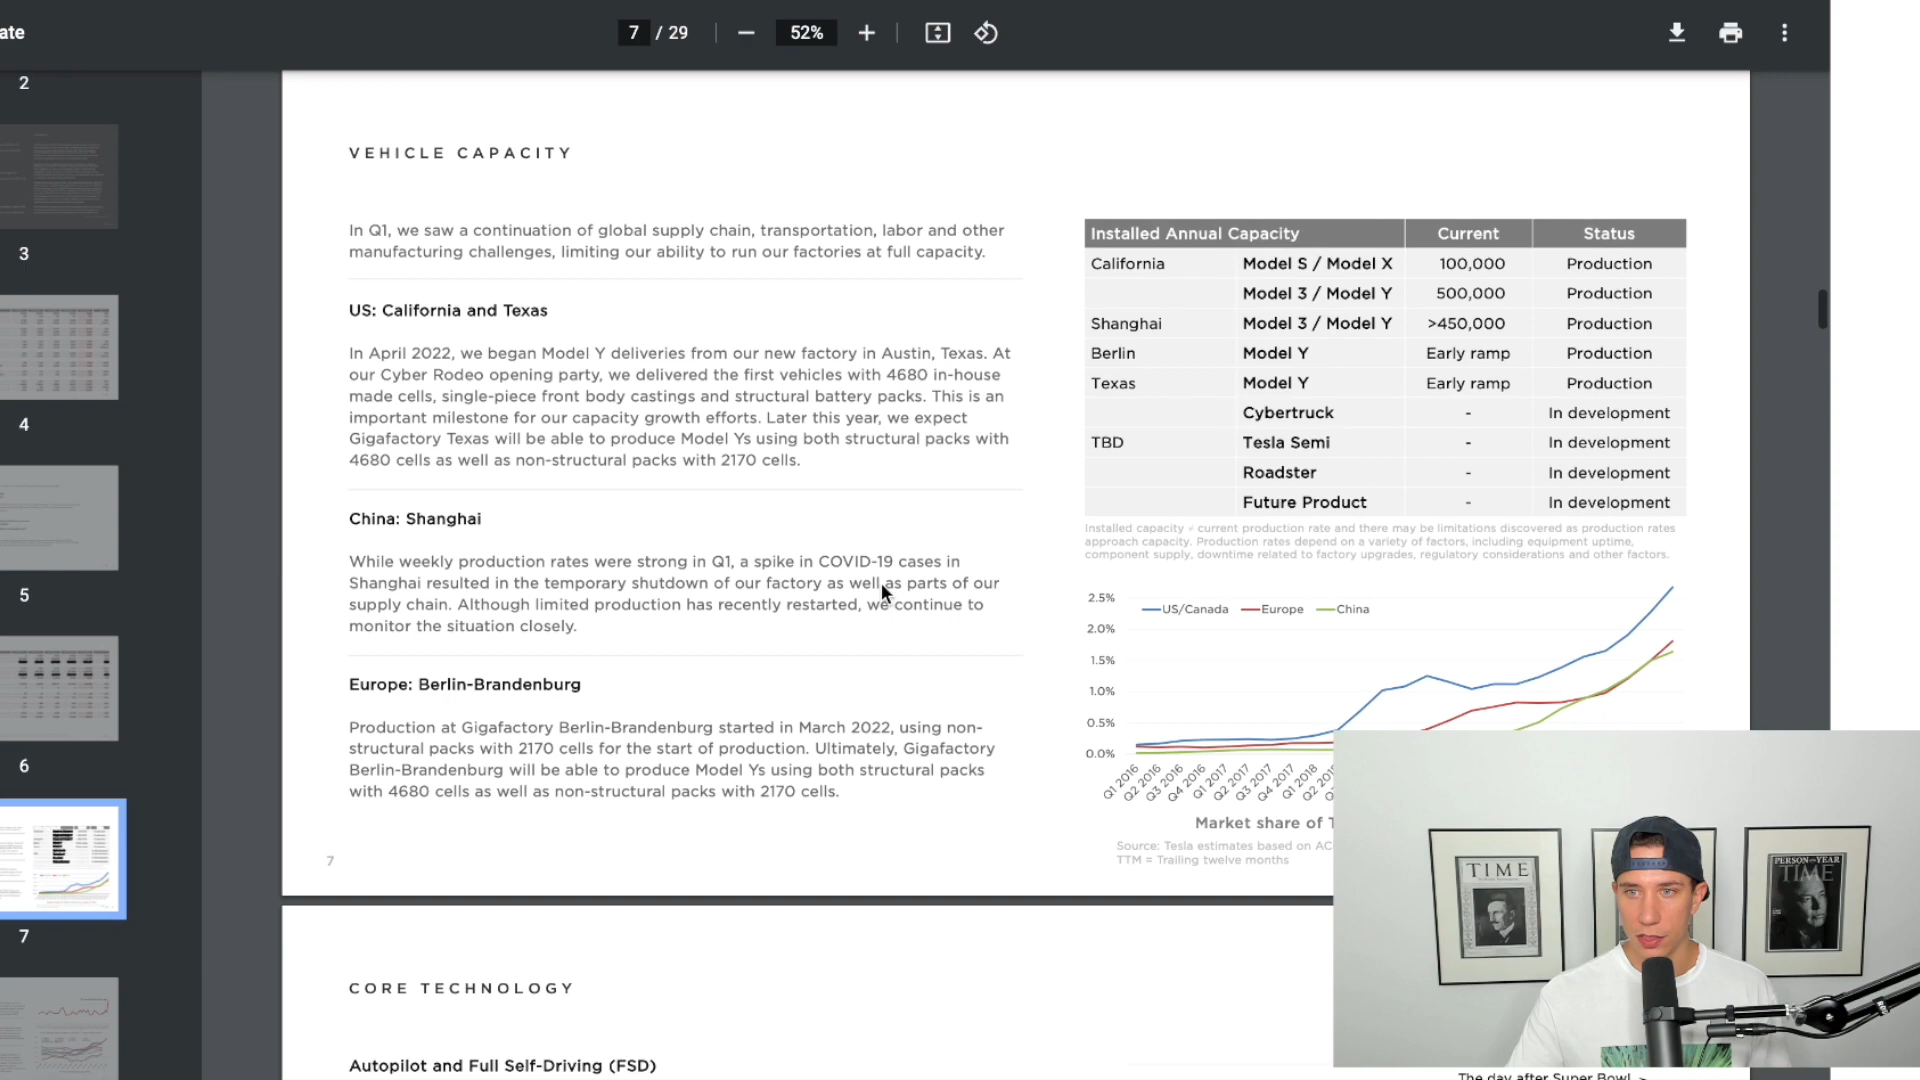 ate
7 / 29
52%
2
3
4
5
6
7
VEHICLE CAPACITY
In Q1, we saw a continuation of global supply chain, transportation, labor and other
manufacturing challenges, limiting our ability to run our factories at full capacity.
US: California and Texas
In April 2022, we began Model Y deliveries from our new factory in Austin, Texas. At
our Cyber Rodeo opening party, we delivered the first vehicles with 4680 in-house
made cells, single-piece front body castings and structural battery packs. This is an
important milestone for our capacity growth efforts. Later this year, we expect
Gigafactory Texas will be able to produce Model Ys using both structural packs with
4680 cells as well as non-structural packs with 2170 cells.
China: Shanghai
While weekly production rates were strong in Q1, a spike in COVID-19 cases in
Shanghai resulted in the temporary shutdown of our factory as well as parts of our
supply chain. Although limited production has recently restarted, we continue to
monitor the situation closely.
Europe: Berlin-Brandenburg
Production at Gigafactory Berlin-Brandenburg started in March 2022, using non-
structural packs with 2170 cells for the start of production. Ultimately, Gigafactory
Berlin-Brandenburg will be able to produce Model Ys using both structural packs
with 4680 cells as well as non-structural packs with 2170 cells.
7
Installed Annual Capacity Current Status
California Model S / Model X 100,000 Production
Model 3 / Model Y 500,000 Production
Shanghai Model 3 / Model Y >450,000 Production
Berlin Model Y Early ramp Production
Texas Model Y Early ramp Production
Cybertruck - In development
TBD Tesla Semi - In development
Roadster - In development
Future Product - In development
Installed capacity ≠ current production rate and there may be limitations discovered as production rates
approach capacity. Production rates depend on a variety of factors, including equipment uptime,
component supply, downtime related to factory upgrades, regulatory considerations and other factors.
US/Canada Europe China
2.5%
2.0%
1.5%
1.0%
0.5%
0.0%
Q1 2016
Q2 2016
Q3 2016
Q4 2016
Q1 2017
Q2 2017
Q3 2017
Q4 2017
Q1 2018
Market share of T
Source: Tesla estimates based on AC
TTM = Trailing twelve months
TIME
PERSON OF THE YEAR
TIME
CORE TECHNOLOGY
Autopilot and Full Self-Driving (FSD)
The day after Super Bowl